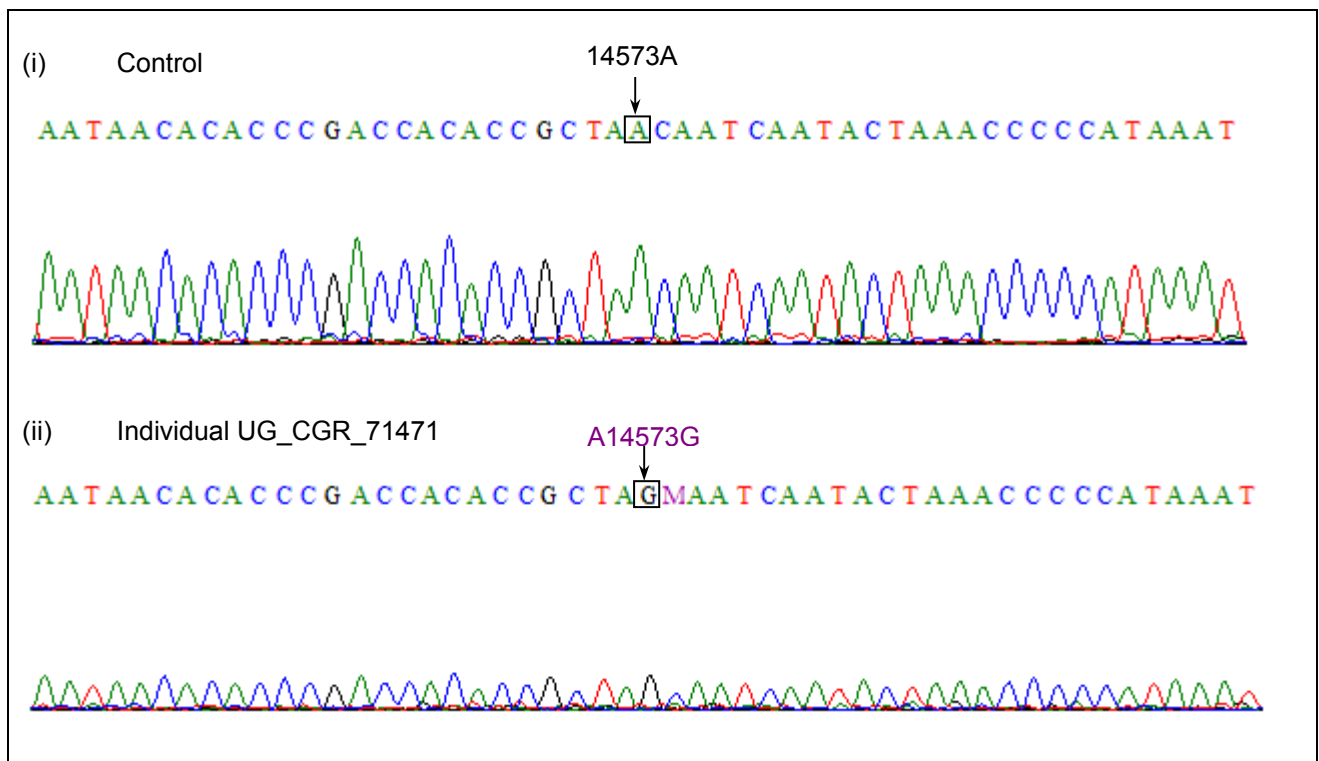 (i) Control
14573A
AATAACACACCCGACCACACCGCTAACAATCAATACTAAACCCCCATAAAT
(ii) Individual UG_CGR_71471
A14573G
AATAACACACCCGACCACACCGCTAGMAATCAATACTAAACCCCCATAAAT